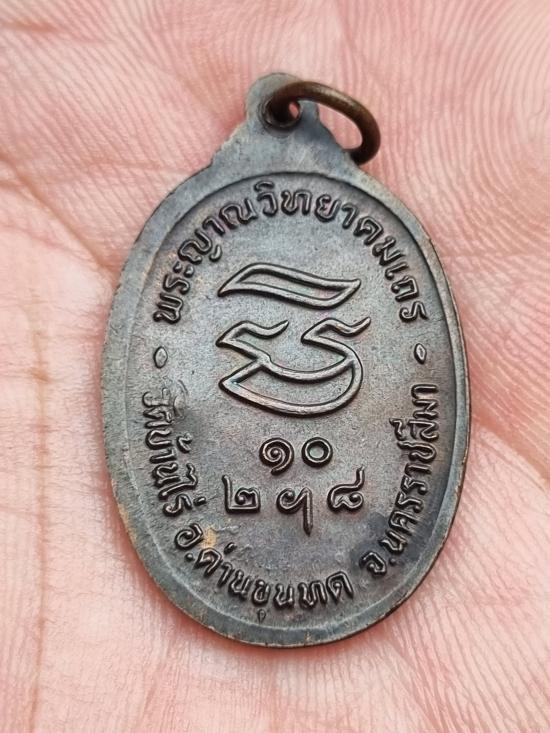 พระญาณวิทยาคมเถร
๑๐
๒ ฯ ๘
วัดบ้านไร่ อ.ด่านขุนทด จ.นครราชสีมา